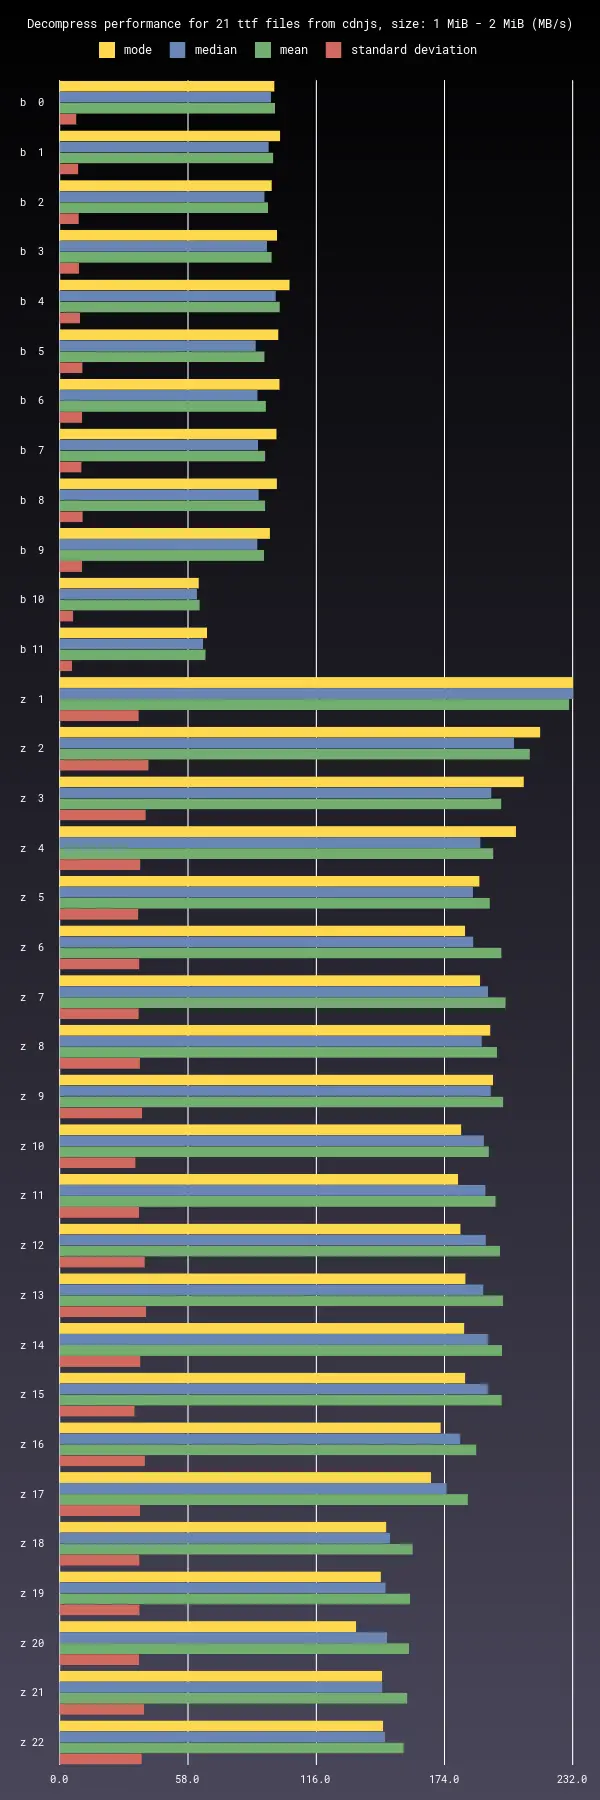 Decompress performance for 21 ttf files from cdnjs, size: 1 MiB - 2 MiB (MB/s)
mode median mean standard deviation
b 0
b 1
b 2
b 3
b 4
b 5
b 6
b 7
b 8
b 9
b 10
b 11
z 1
z 2
z 3
z 4
z 5
z 6
z 7
z 8
z 9
z 10
z 11
z 12
z 13
z 14
z 15
z 16
z 17
z 18
z 19
z 20
z 21
z 22
0.0 58.0 116.0 174.0 232.0